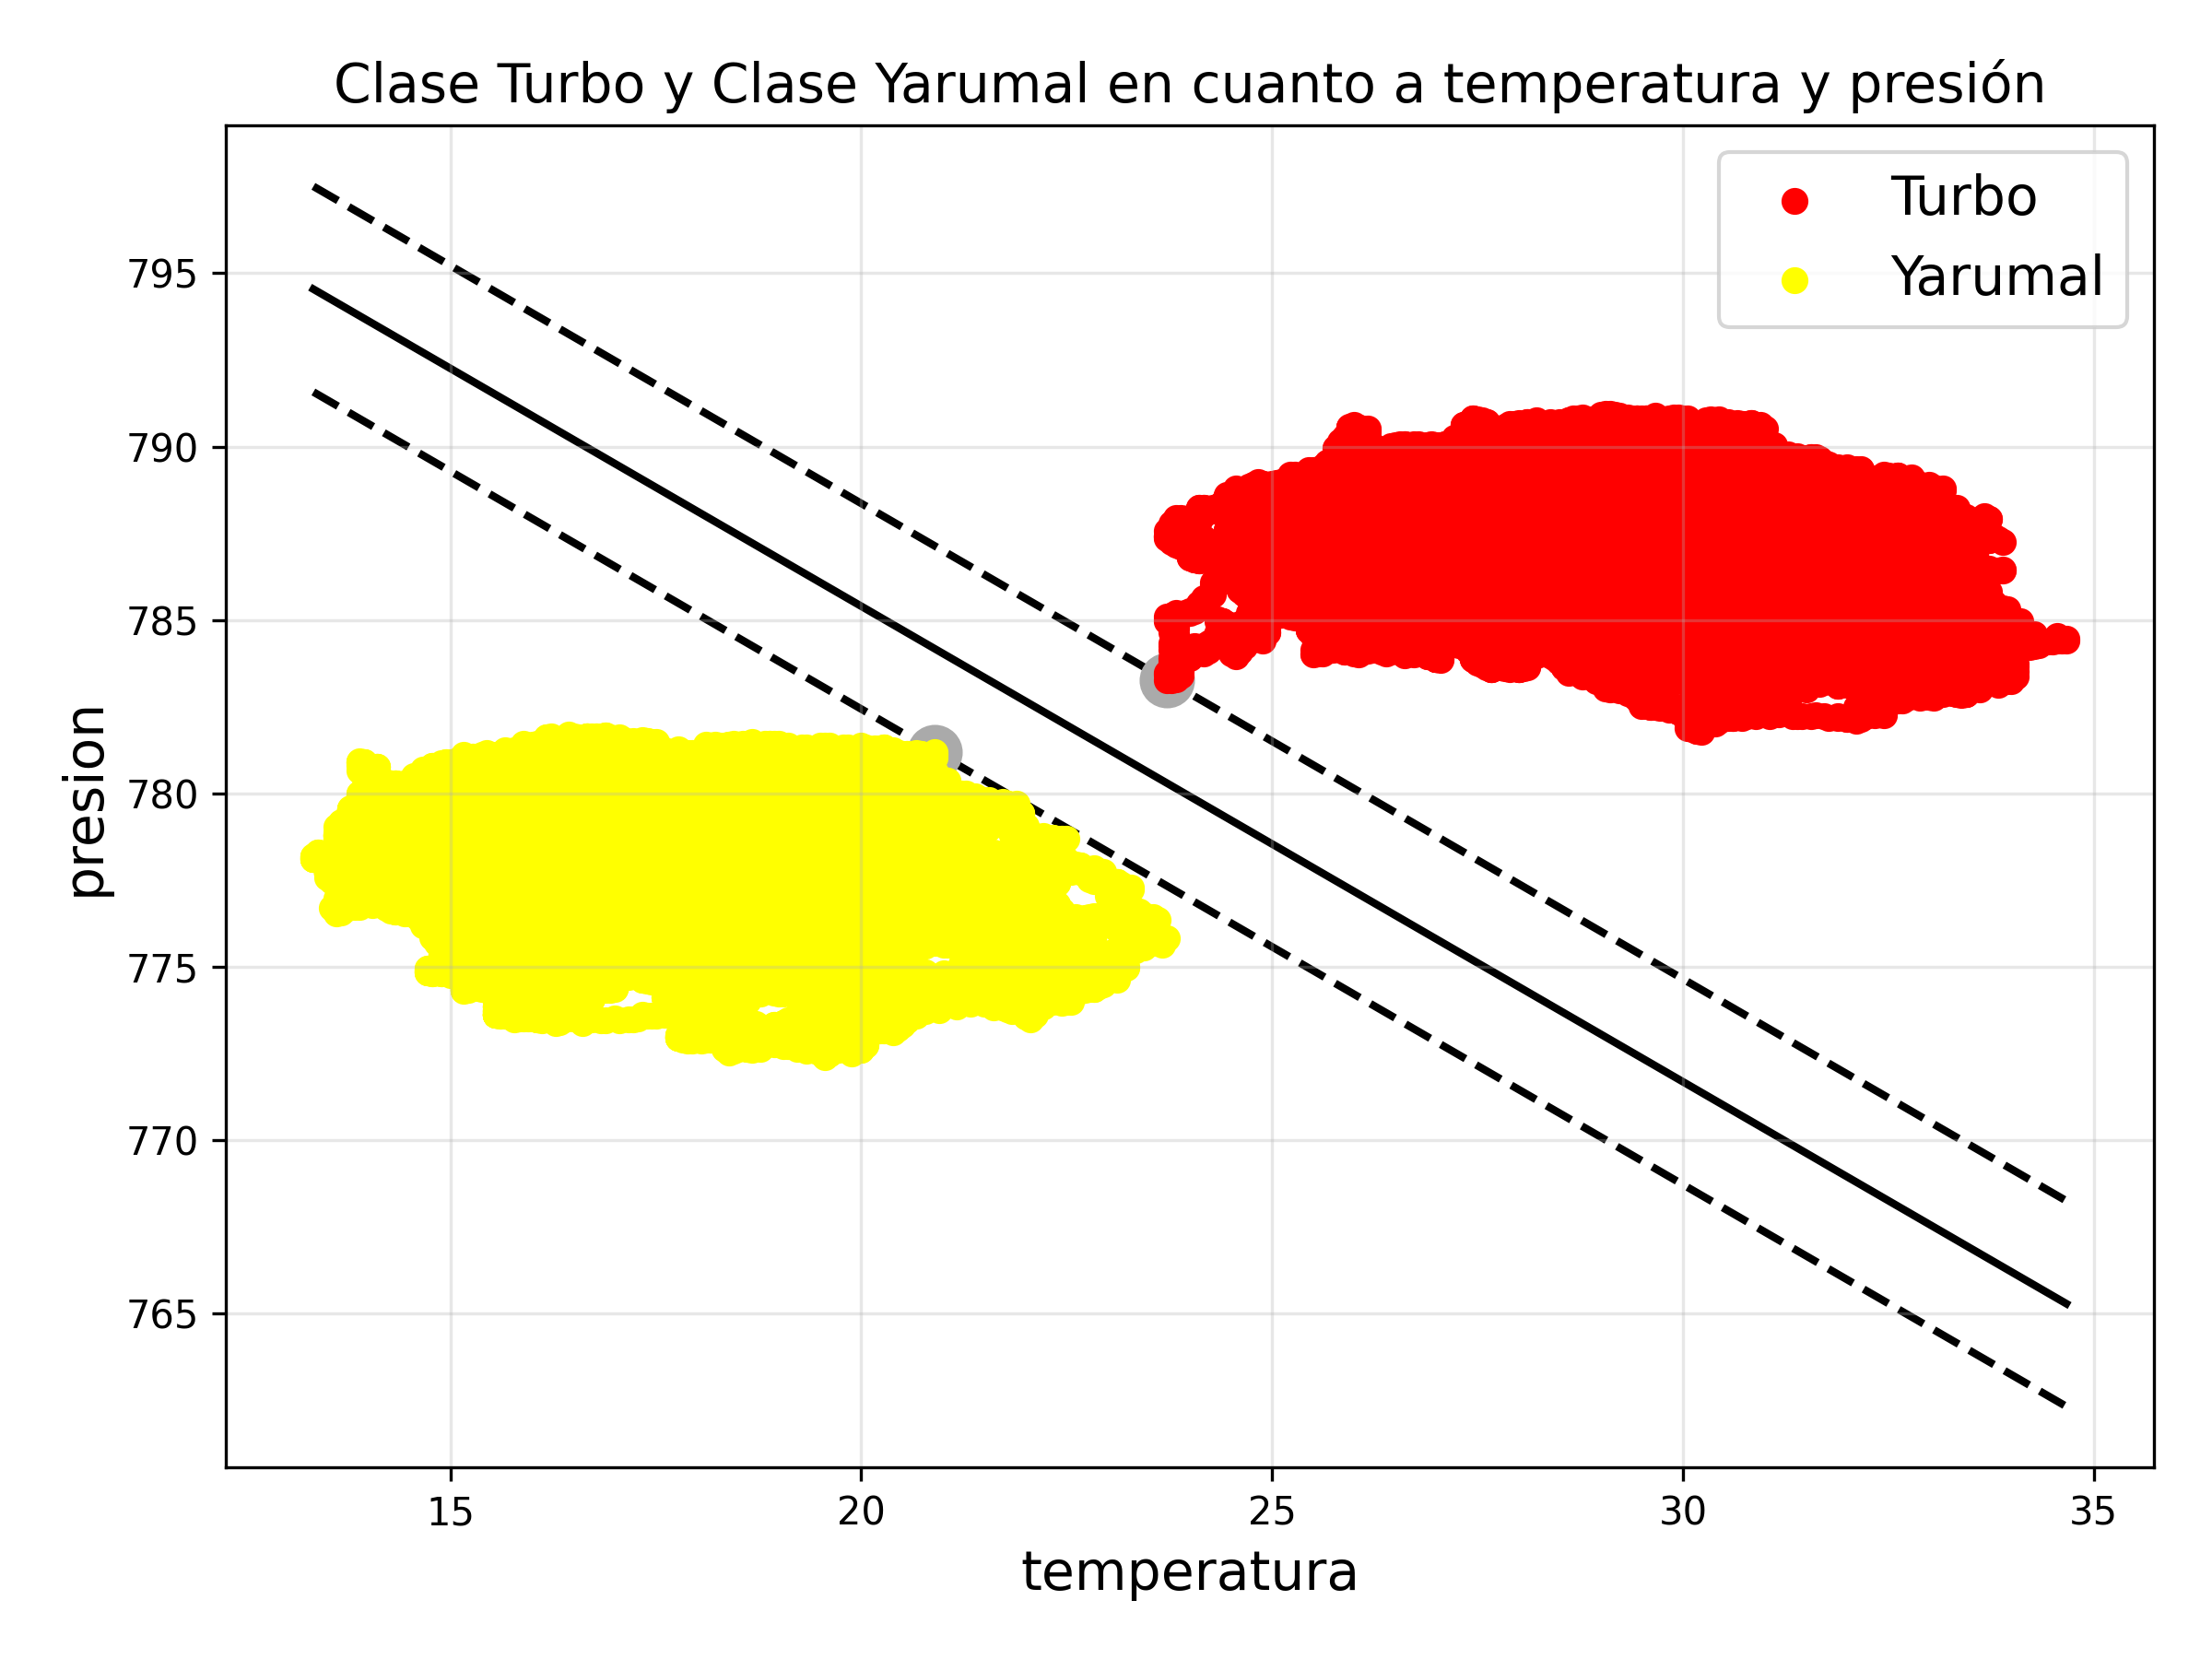 Clase Turbo y Clase Yarumal en cuanto a temperatura y presión
Turbo
Yarumal
795
790
785
780
775
770
765
presion
15 20 25 30 35
temperatura